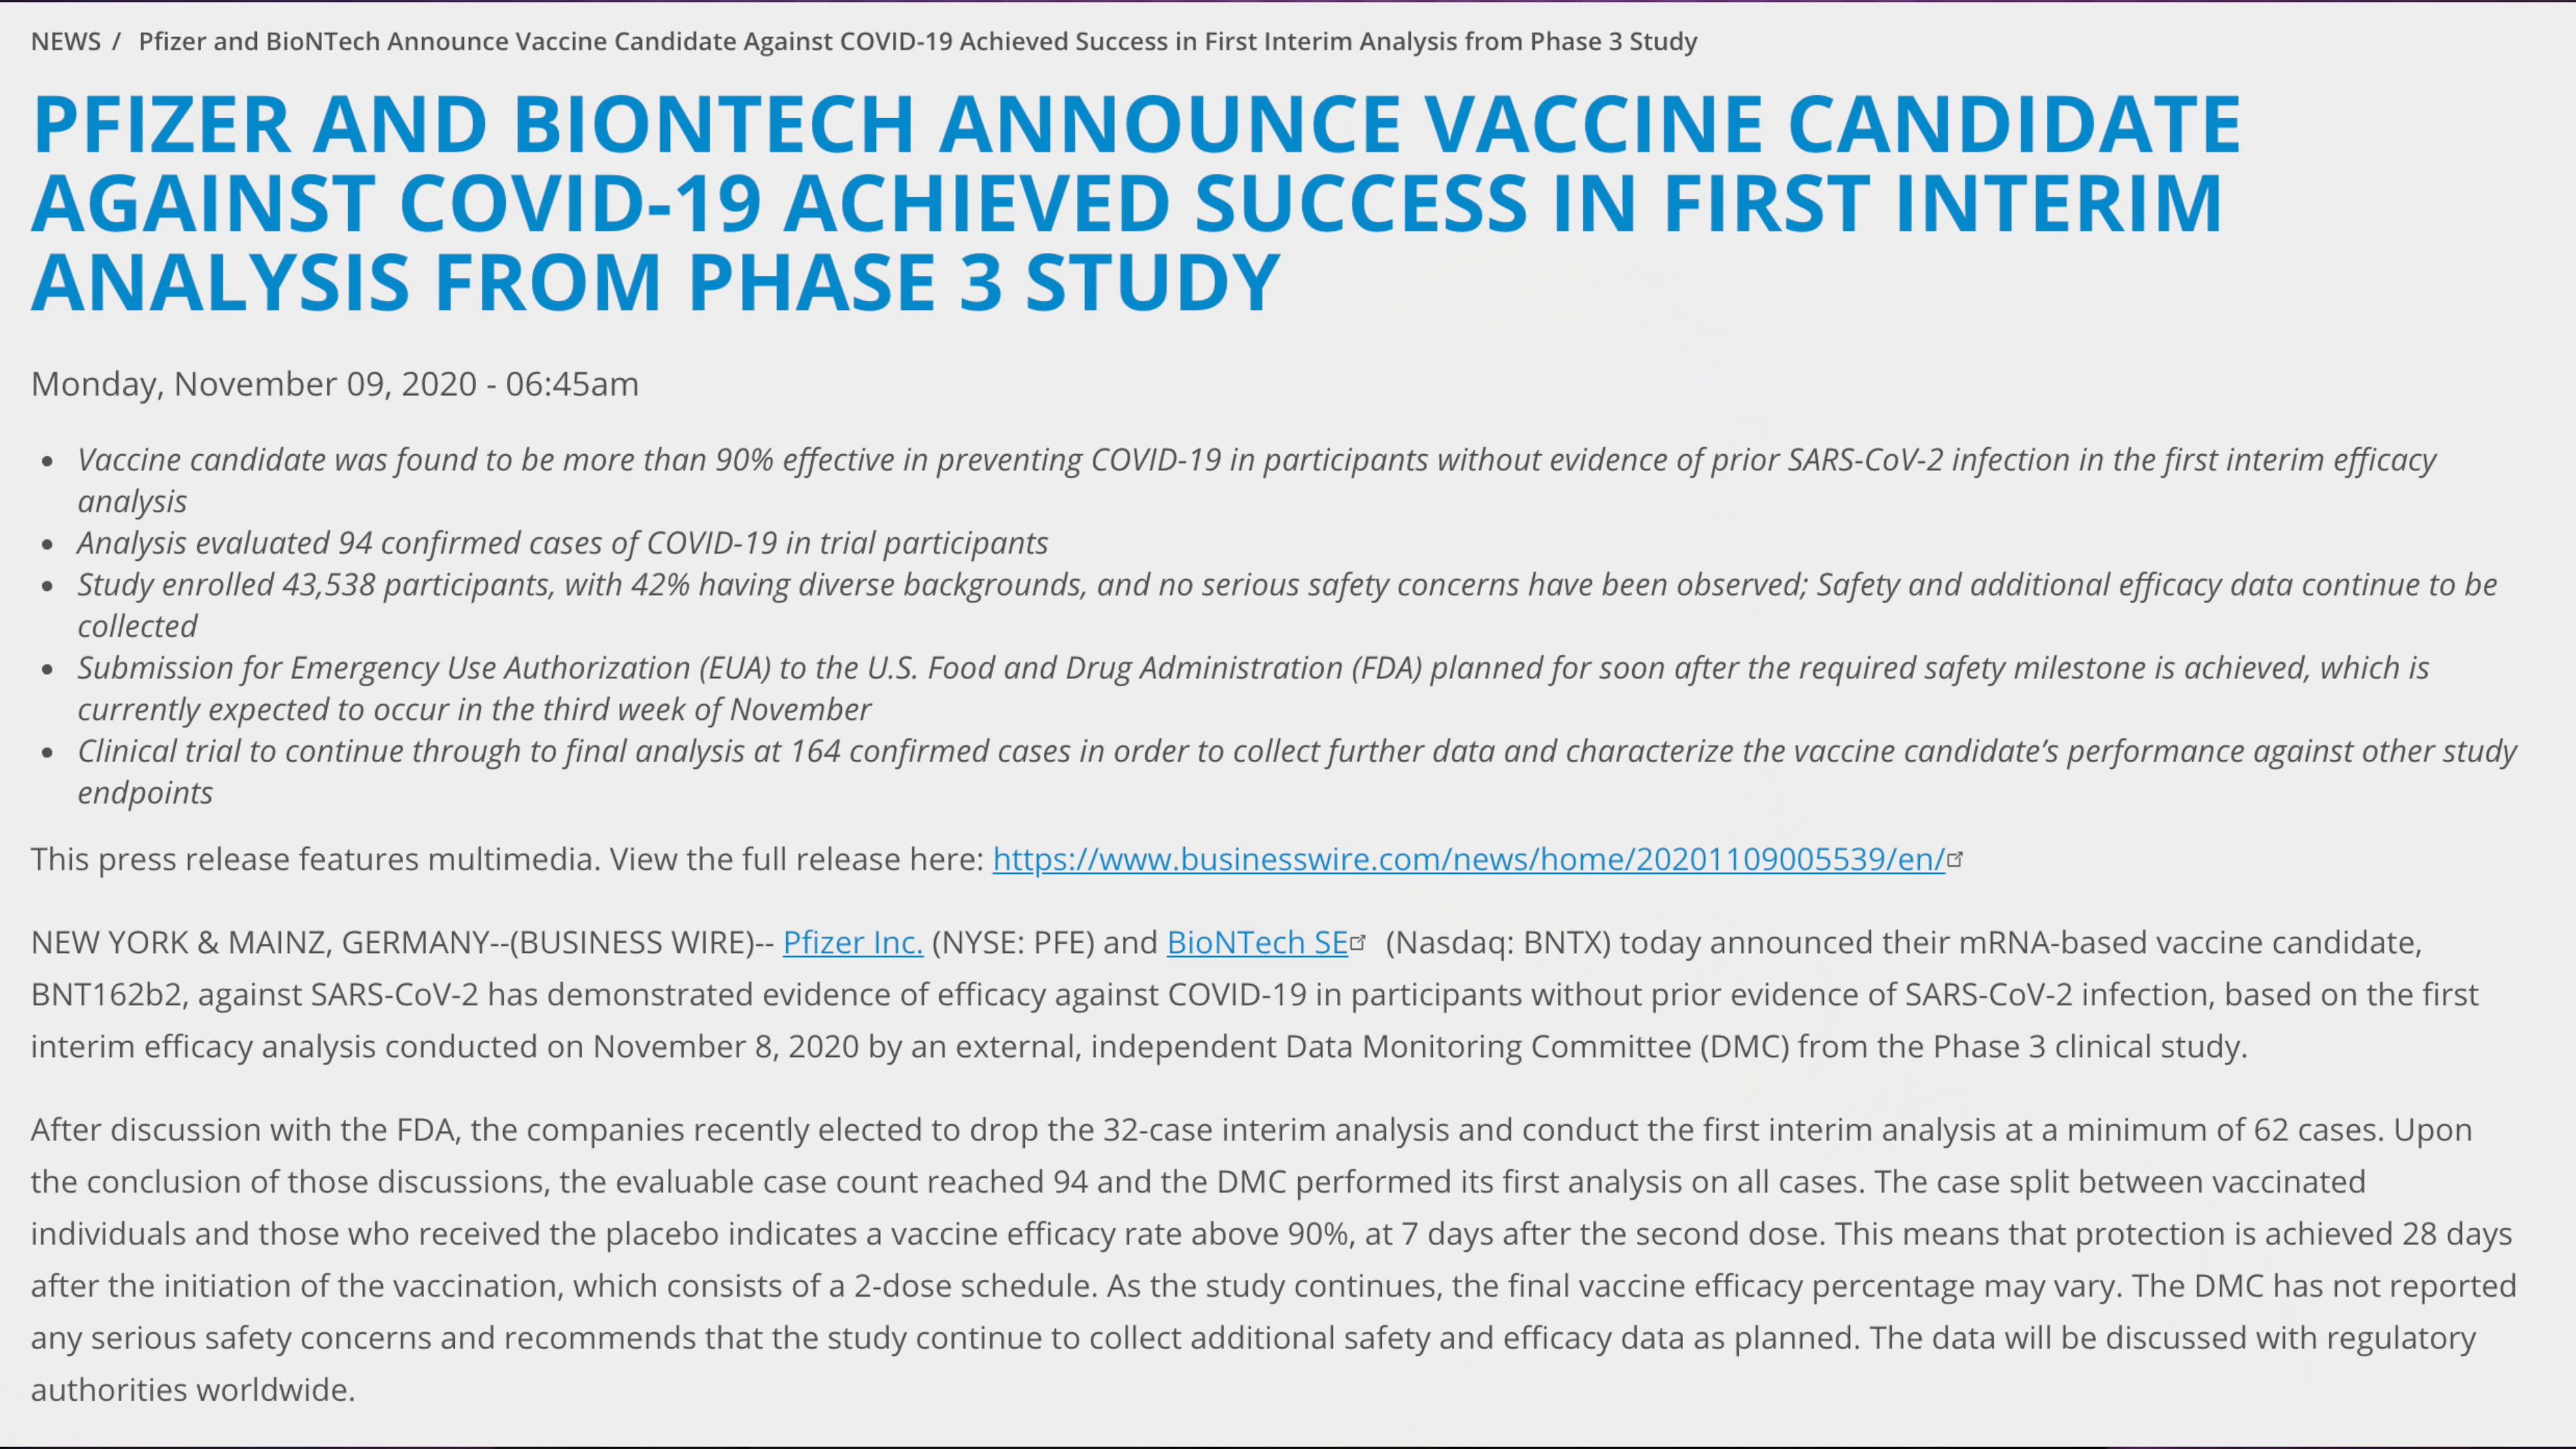 NEWS / Pfizer and BioNTech Announce Vaccine Candidate Against COVID-19 Achieved Success in First Interim Analysis from Phase 3 Study
PFIZER AND BIONTECH ANNOUNCE VACCINE CANDIDATE
AGAINST COVID-19 ACHIEVED SUCCESS IN FIRST INTERIM
ANALYSIS FROM PHASE 3 STUDY
Monday, November 09, 2020 - 06:45am
• Vaccine candidate was found to be more than 90% effective in preventing COVID-19 in participants without evidence of prior SARS-CoV-2 infection in the first interim efficacy
analysis
• Analysis evaluated 94 confirmed cases of COVID-19 in trial participants
• Study enrolled 43,538 participants, with 42% having diverse backgrounds, and no serious safety concerns have been observed; Safety and additional efficacy data continue to be
collected
• Submission for Emergency Use Authorization (EUA) to the U.S. Food and Drug Administration (FDA) planned for soon after the required safety milestone is achieved, which is
currently expected to occur in the third week of November
• Clinical trial to continue through to final analysis at 164 confirmed cases in order to collect further data and characterize the vaccine candidate’s performance against other study
endpoints
This press release features multimedia. View the full release here: https://www.businesswire.com/news/home/20201109005539/en/
NEW YORK & MAINZ, GERMANY--(BUSINESS WIRE)-- Pfizer Inc. (NYSE: PFE) and BioNTech SE (Nasdaq: BNTX) today announced their mRNA-based vaccine candidate,
BNT162b2, against SARS-CoV-2 has demonstrated evidence of efficacy against COVID-19 in participants without prior evidence of SARS-CoV-2 infection, based on the first
interim efficacy analysis conducted on November 8, 2020 by an external, independent Data Monitoring Committee (DMC) from the Phase 3 clinical study.
After discussion with the FDA, the companies recently elected to drop the 32-case interim analysis and conduct the first interim analysis at a minimum of 62 cases. Upon
the conclusion of those discussions, the evaluable case count reached 94 and the DMC performed its first analysis on all cases. The case split between vaccinated
individuals and those who received the placebo indicates a vaccine efficacy rate above 90%, at 7 days after the second dose. This means that protection is achieved 28 days
after the initiation of the vaccination, which consists of a 2-dose schedule. As the study continues, the final vaccine efficacy percentage may vary. The DMC has not reported
any serious safety concerns and recommends that the study continue to collect additional safety and efficacy data as planned. The data will be discussed with regulatory
authorities worldwide.